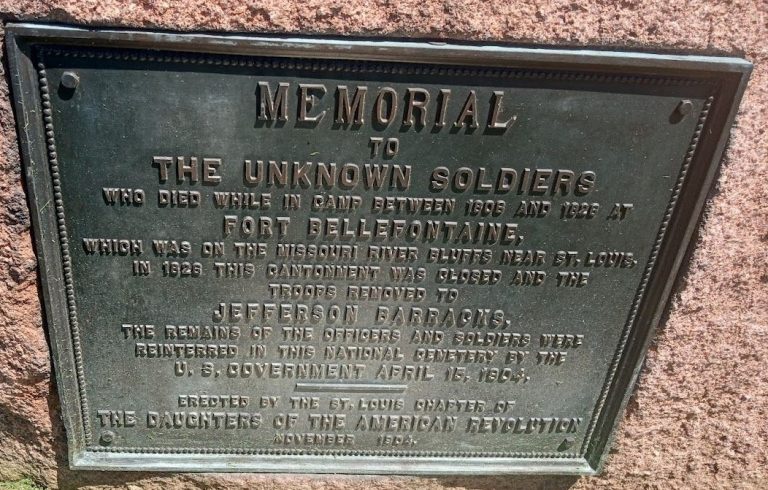 MEMORIAL
TO
THE UNKNOWN SOLDIERS
WHO DIED WHILE IN CAMP BETWEEN 1808 AND 1826 AT
FORT BELLEFONTAINE,
WHICH WAS ON THE MISSOURI RIVER BLUFFS NEAR ST. LOUIS.
IN 1826 THIS CANTONMENT WAS CLOSED AND THE
TROOPS REMOVED TO
JEFFERSON BARRACKS.
THE REMAINS OF THE OFFICERS AND SOLDIERS WERE
REINTERRED IN THIS NATIONAL CEMETERY BY THE
U. S. GOVERNMENT APRIL 15, 1904.
ERECTED BY THE ST. LOUIS CHAPTER OF
THE DAUGHTERS OF THE AMERICAN REVOLUTION
NOVEMBER 1904.